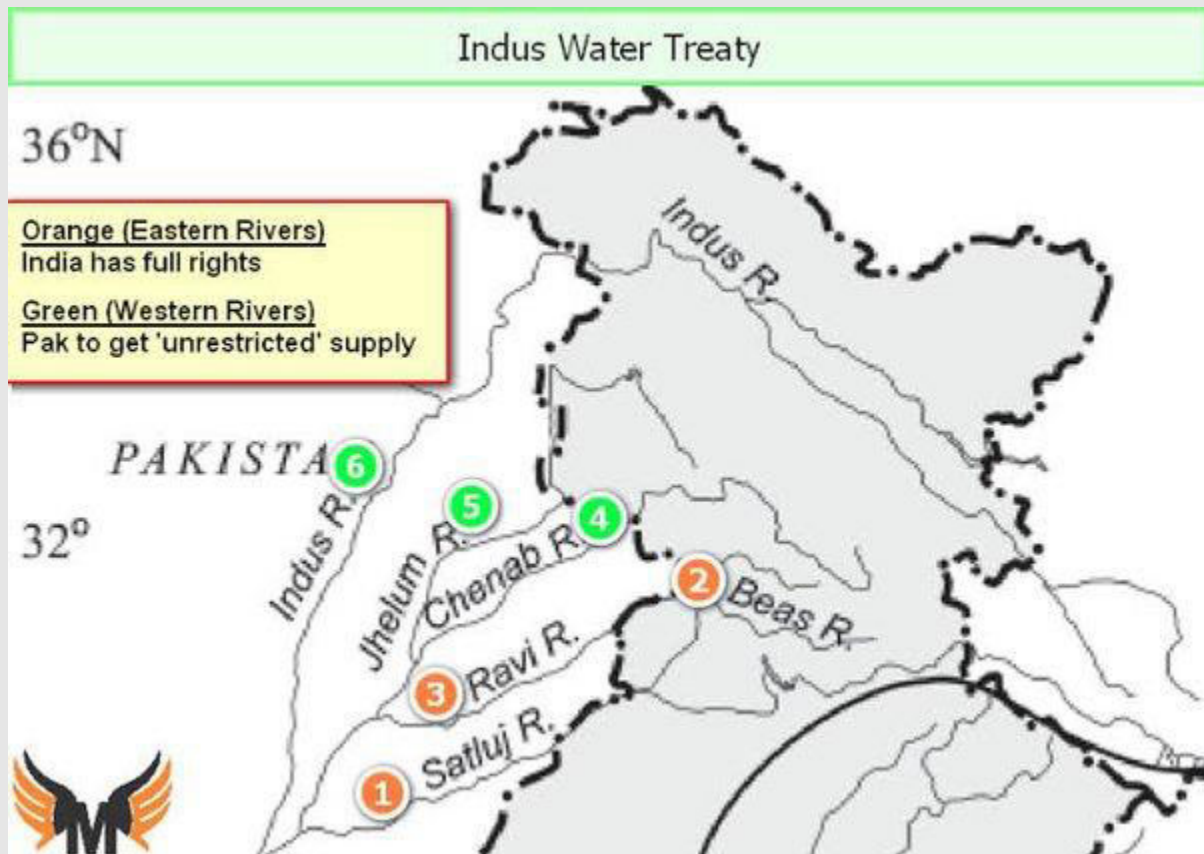 Indus Water Treaty
36°N
Orange (Eastern Rivers)
India has full rights
Green (Western Rivers)
Pak to get 'unrestricted' supply
Indus R.
PAKISTA
6
5
4
32°
Indus R.
Jhelum R.
Chenab R.
2
Beas R.
3
Ravi R.
Satluj R.
1
M